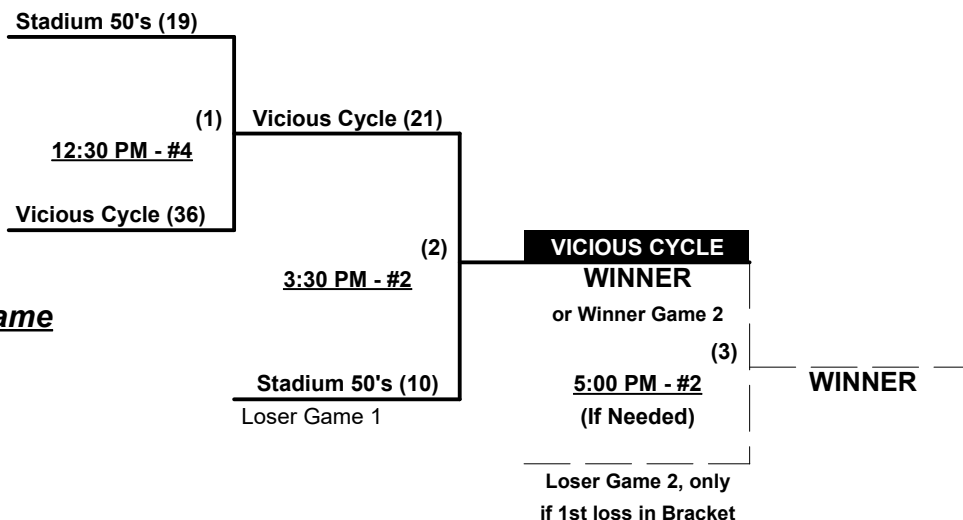 Stadium 50's (19)
(1)
Vicious Cycle (21)
12:30 PM - #4
Vicious Cycle (36)
(2)
VICIOUS CYCLE
3:30 PM - #2
WINNER
or Winner Game 2
(3)
Stadium 50's (10)
5:00 PM - #2
WINNER
Loser Game 1
(If Needed)
Loser Game 2, only
if 1st loss in Bracket